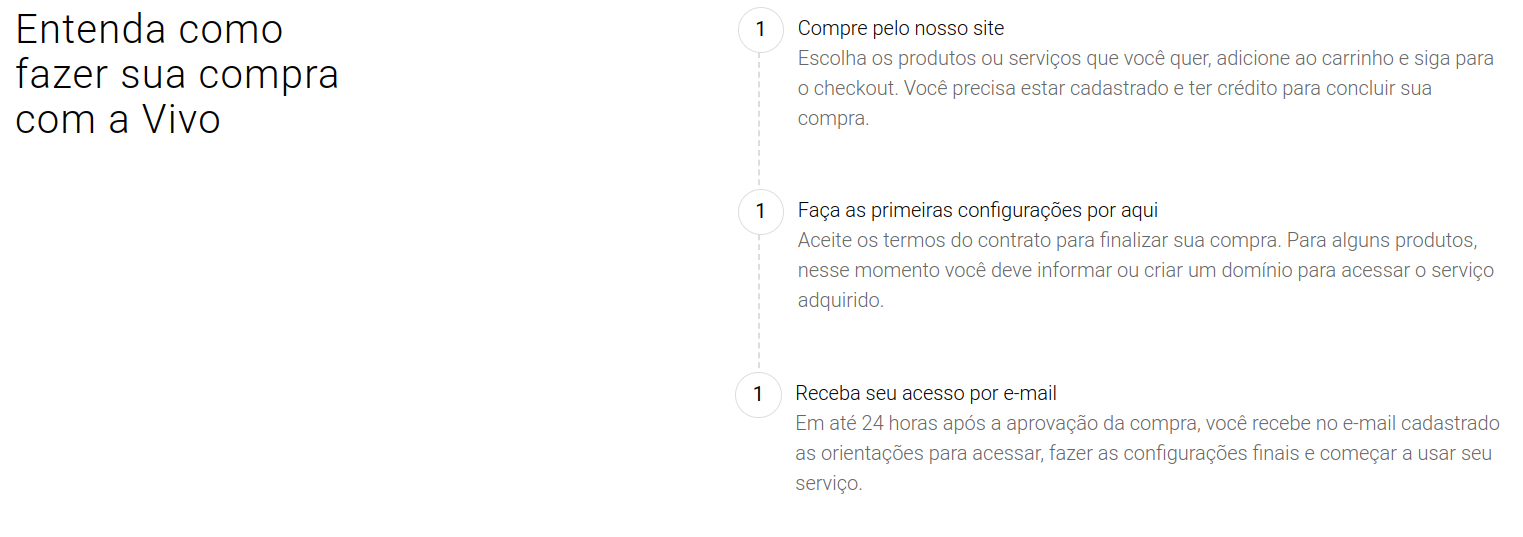 Entenda como
fazer sua compra
com a Vivo
1
Compre pelo nosso site
Escolha os produtos ou serviços que você quer, adicione ao carrinho e siga para
o checkout. Você precisa estar cadastrado e ter crédito para concluir sua
compra.
1
Faça as primeiras configurações por aqui
Aceite os termos do contrato para finalizar sua compra. Para alguns produtos,
nesse momento você deve informar ou criar um domínio para acessar o serviço
adquirido.
1
Receba seu acesso por e-mail
Em até 24 horas após a aprovação da compra, você recebe no e-mail cadastrado
as orientações para acessar, fazer as configurações finais e começar a usar seu
serviço.